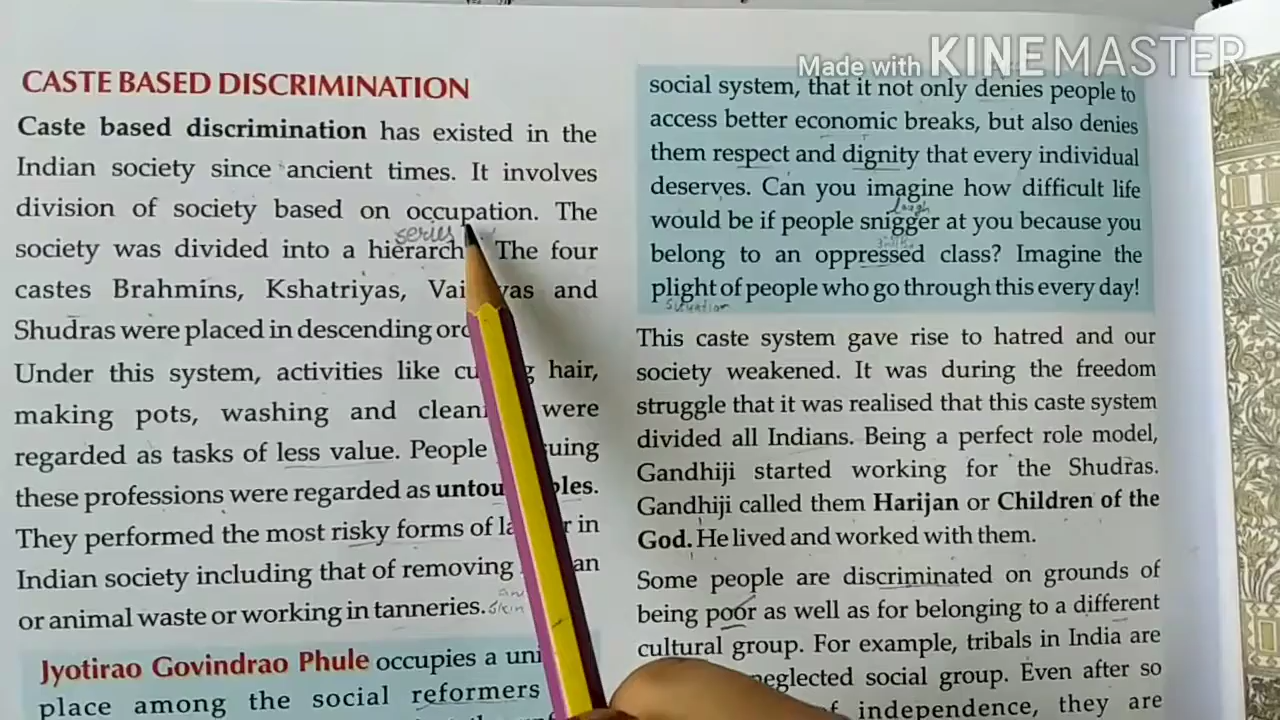 Made with KINEMASTER
CASTE BASED DISCRIMINATION
Caste based discrimination has existed in the
Indian society since ancient times. It involves
division of society based on occupation. The
series
society was divided into a The four
castes Brahmins, Kshatriyas, and
Shudras were placed in descending
Under this system, activities like hair,
making pots, washing and were
regarded as tasks of less value. People
these professions were regarded as
They performed the most risky forms of in
Indian society including that of removing
or animal waste or working in tanneries.
skin
Jyotirao Govindrao Phule occupies a
place among the social reformers
social system, that it not only denies people to
access better economic breaks, but also denies
them respect and dignity that every individual
deserves. Can you imagine how difficult life
laugh
would be if people snigger at you because you
belong to an oppressed class? Imagine the
plight of people who go through this every day!
Situation
This caste system gave rise to hatred and our
society weakened. It was during the freedom
struggle that it was realised that this caste system
divided all Indians. Being a perfect role model,
Gandhiji started working for the Shudras.
Gandhiji called them Harijan or Children of the
God. He lived and worked with them.
Some people are discriminated on grounds of
being poor as well as for belonging to a different
cultural group. For example, tribals in India are
neglected social group. Even after so
independence, they are